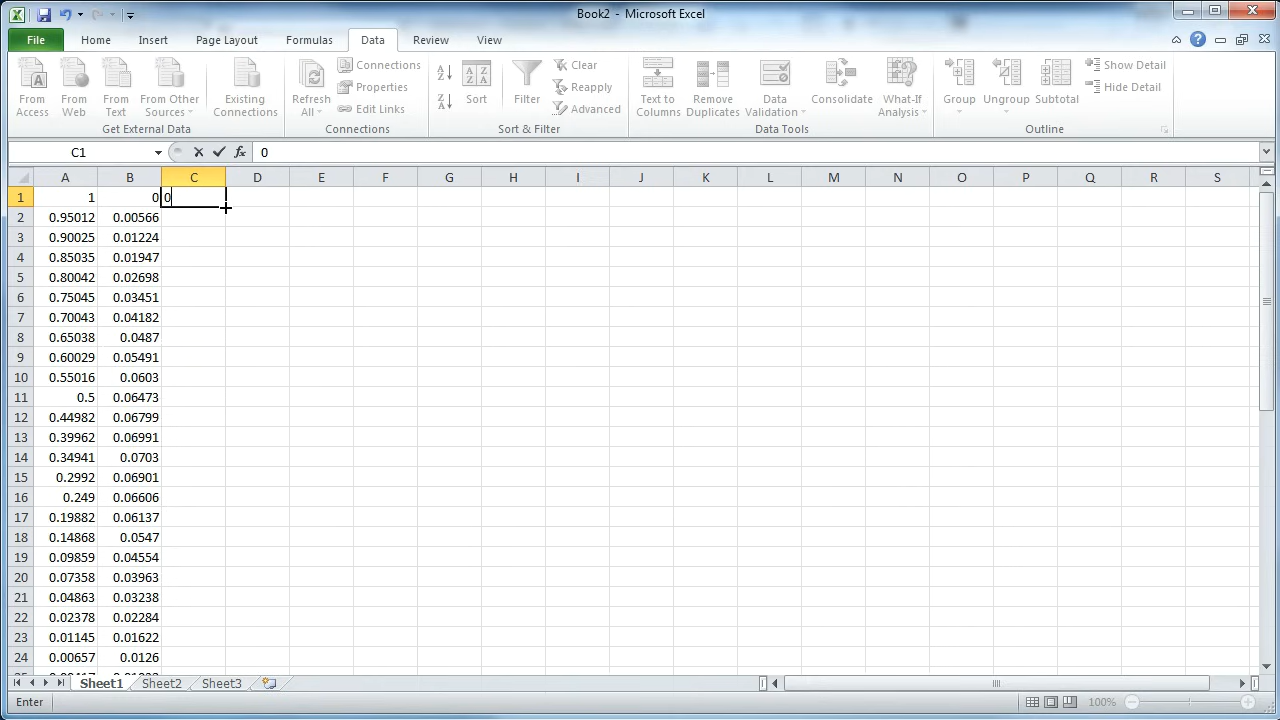 Book2 - Microsoft Excel
File Home Insert Page Layout Formulas Data Review View
From Access
From Web
From Text
From Other Sources
Existing Connections
Get External Data
Refresh All
Connections
Properties
Edit Links
Connections
Sort
Filter
Clear
Reapply
Advanced
Sort & Filter
Text to Columns
Remove Duplicates
Data Validation
Consolidate
What-If Analysis
Data Tools
Group
Ungroup
Subtotal
Show Detail
Hide Detail
Outline
C1 fx 0
A B C D E F G H I J K L M N O P Q R S
1 1 0 0
2 0.95012 0.00566
3 0.90025 0.01224
4 0.85035 0.01947
5 0.80042 0.02698
6 0.75045 0.03451
7 0.70043 0.04182
8 0.65038 0.0487
9 0.60029 0.05491
10 0.55016 0.0603
11 0.5 0.06473
12 0.44982 0.06799
13 0.39962 0.06991
14 0.34941 0.0703
15 0.2992 0.06901
16 0.249 0.06606
17 0.19882 0.06137
18 0.14868 0.0547
19 0.09859 0.04554
20 0.07358 0.03963
21 0.04863 0.03238
22 0.02378 0.02284
23 0.01145 0.01622
24 0.00657 0.0126
Sheet1 Sheet2 Sheet3
Enter 100%